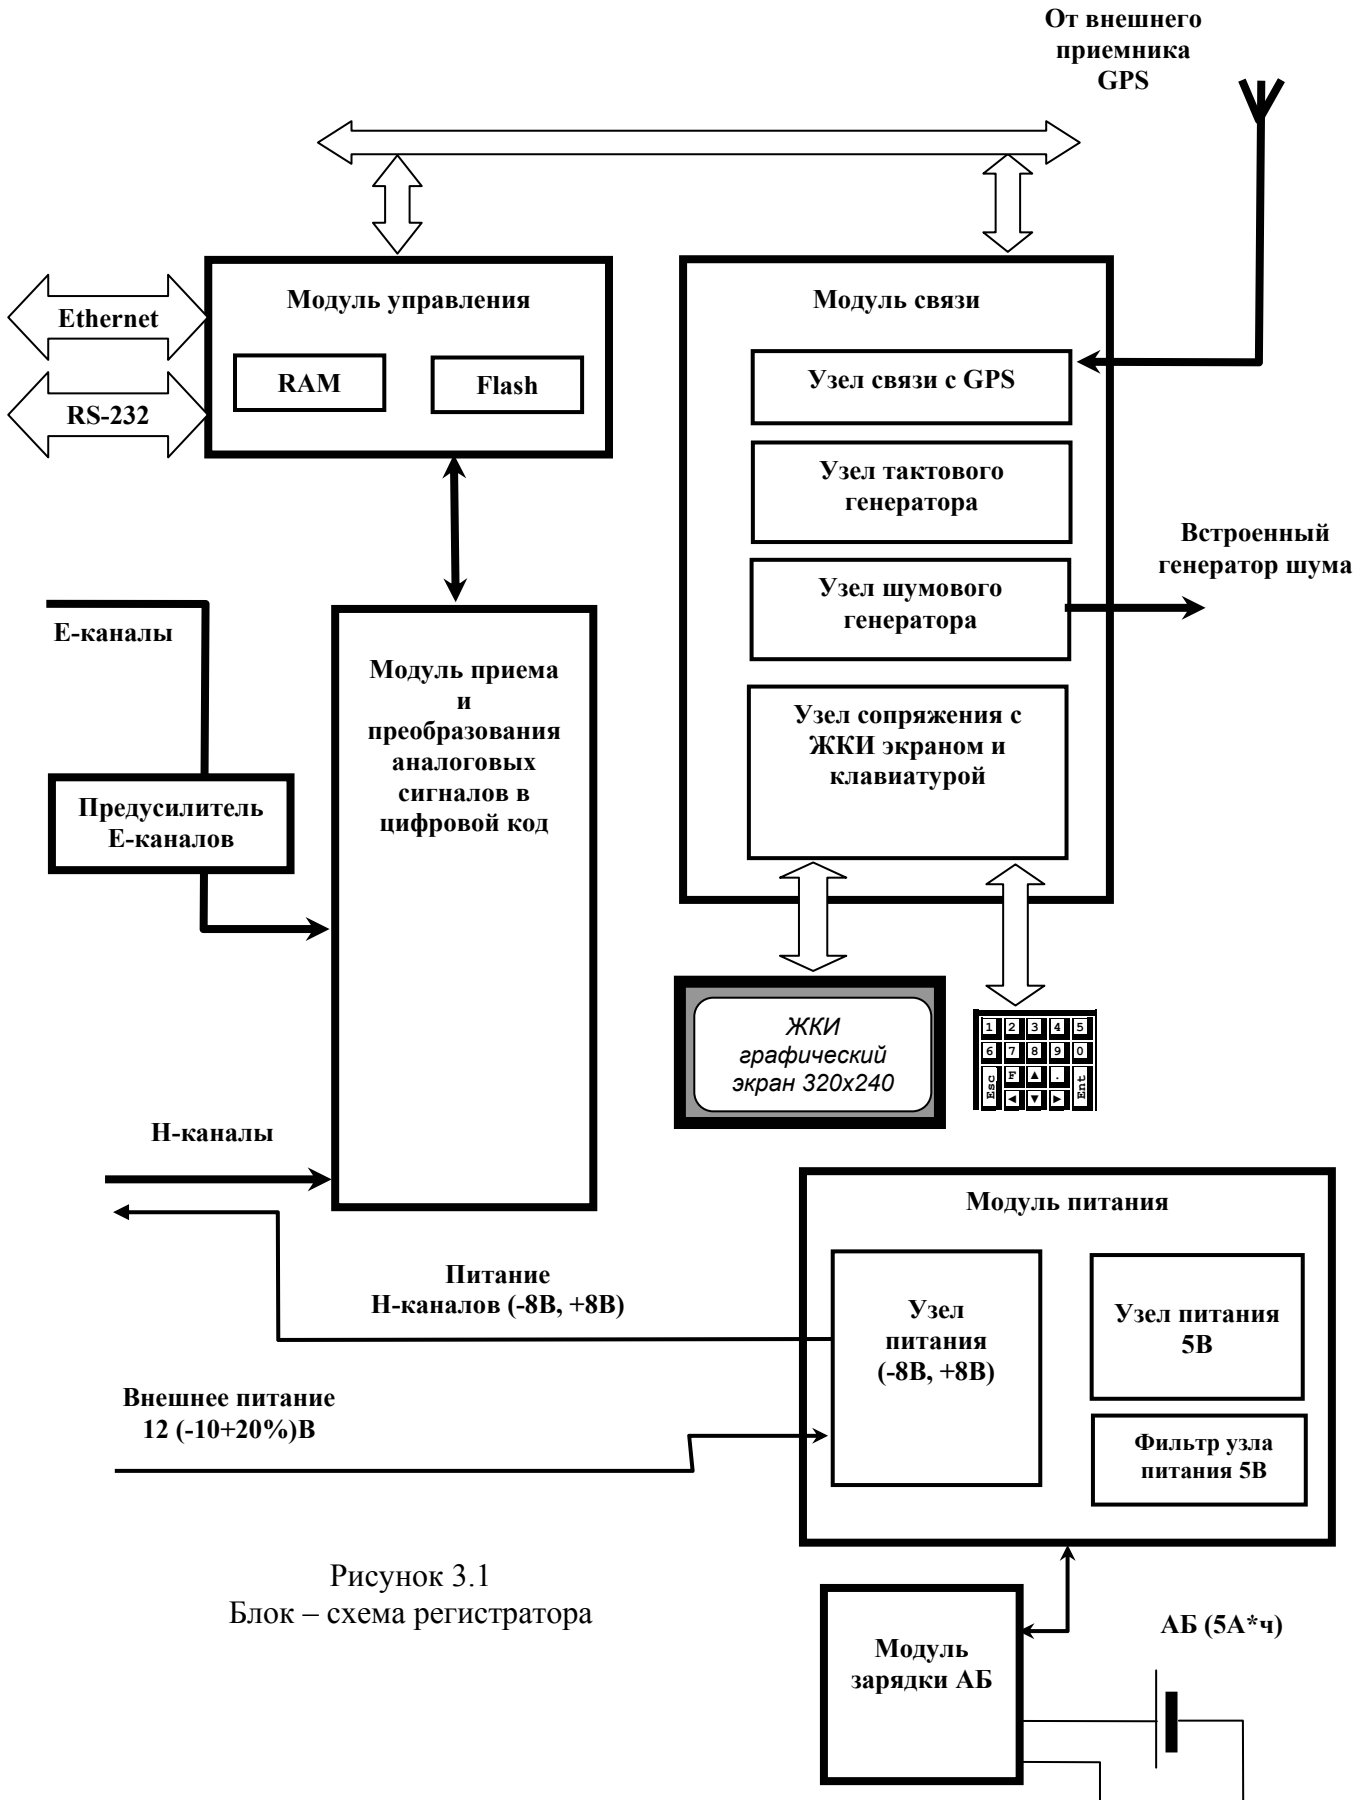 От внешнего
приемника
GPS
Модуль управления
Ethernet
RAM
Flash
RS-232
Модуль связи
Узел связи с GPS
Узел тактового
генератора
Узел шумового
генератора
Узел сопряжения с
ЖКИ экраном и
клавиатурой
Встроенный
генератор шума
Е-каналы
Предусилитель
Е-каналов
Модуль приема
и
преобразования
аналоговых
сигналов в
цифровой код
ЖКИ
графический
экран 320x240
1 2 3 4 5
6 7 8 9 0
Esc F ▲ . Ent
◄ ▼ ►
Н-каналы
Питание
Н-каналов (-8В, +8В)
Внешнее питание
12 (-10+20%)В
Модуль питания
Узел
питания
(-8В, +8В)
Узел питания
5В
Фильтр узла
питания 5В
Рисунок 3.1
Блок – схема регистратора
Модуль
зарядки АБ
АБ (5А*ч)